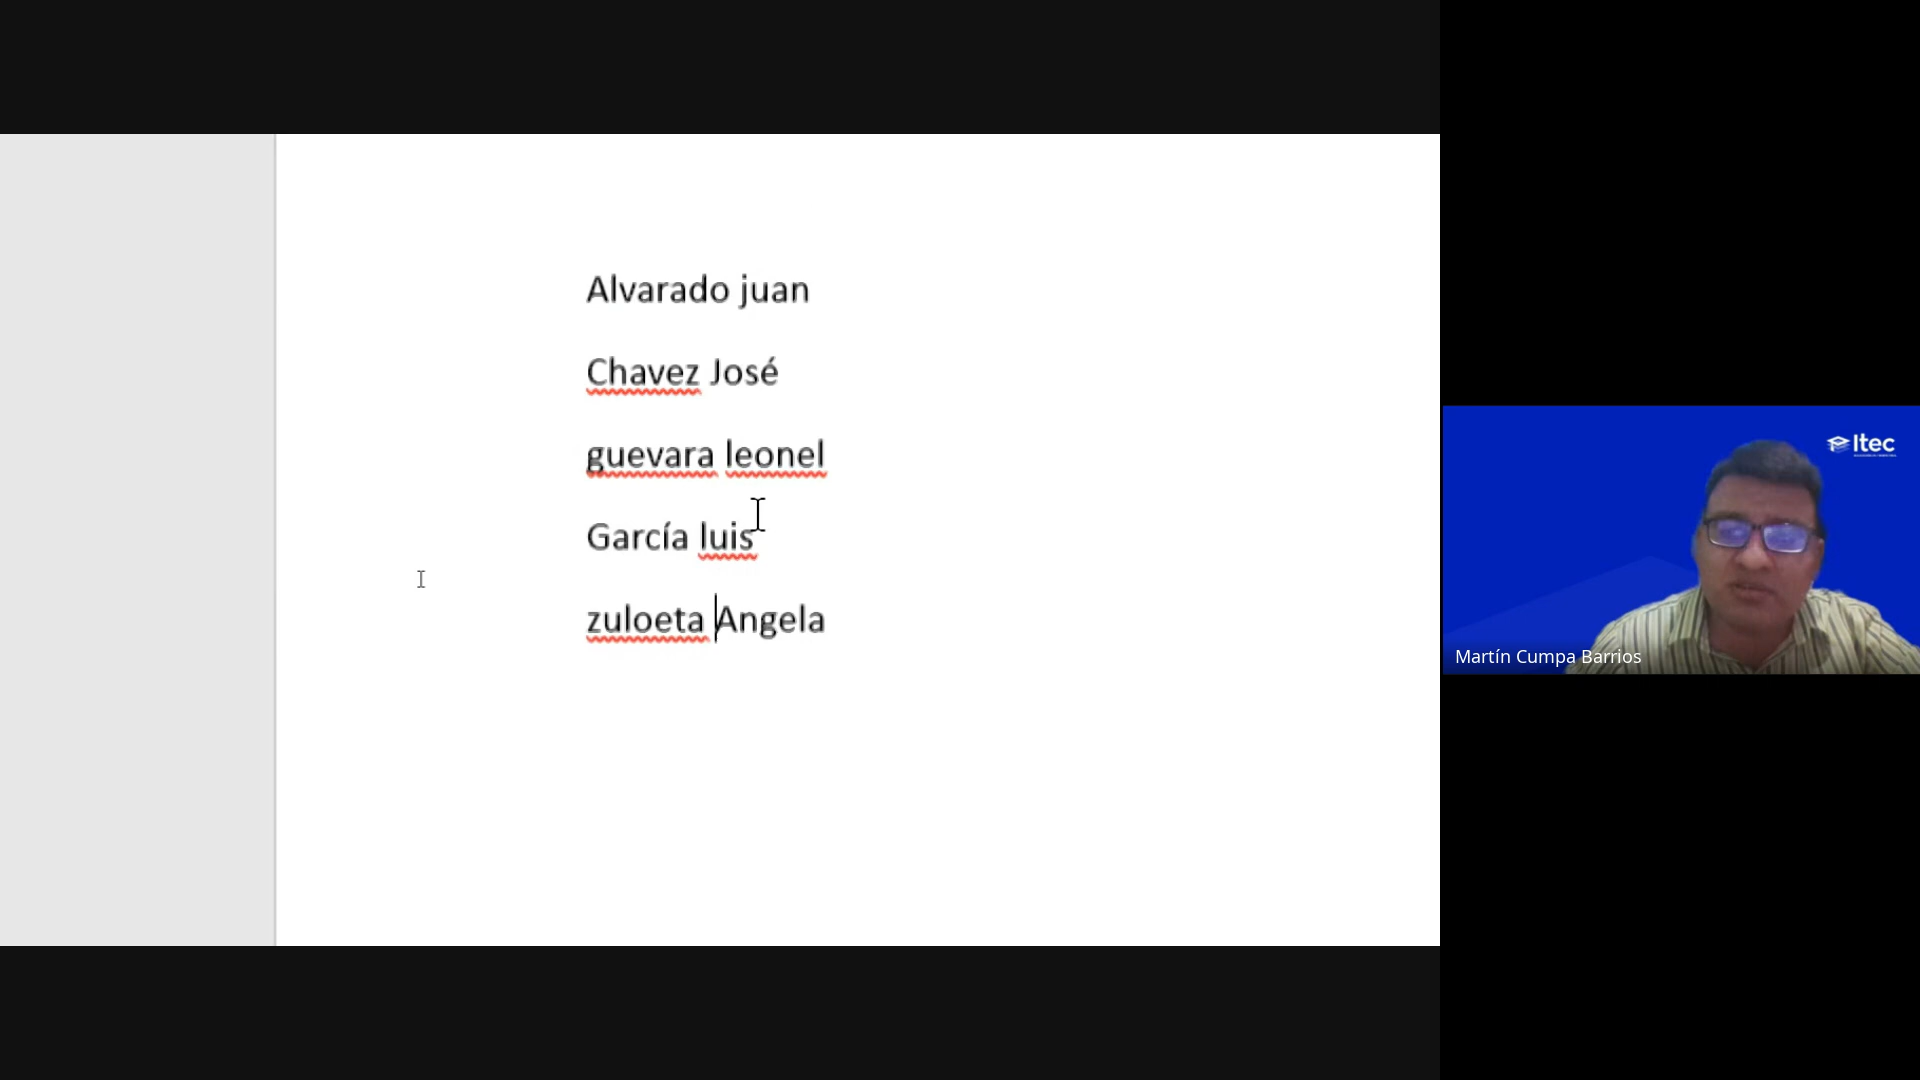 Alvarado juan
Chavez José
guevara leonel
García luis
zuloeta Angela
Itec
Martín Cumpa Barrios